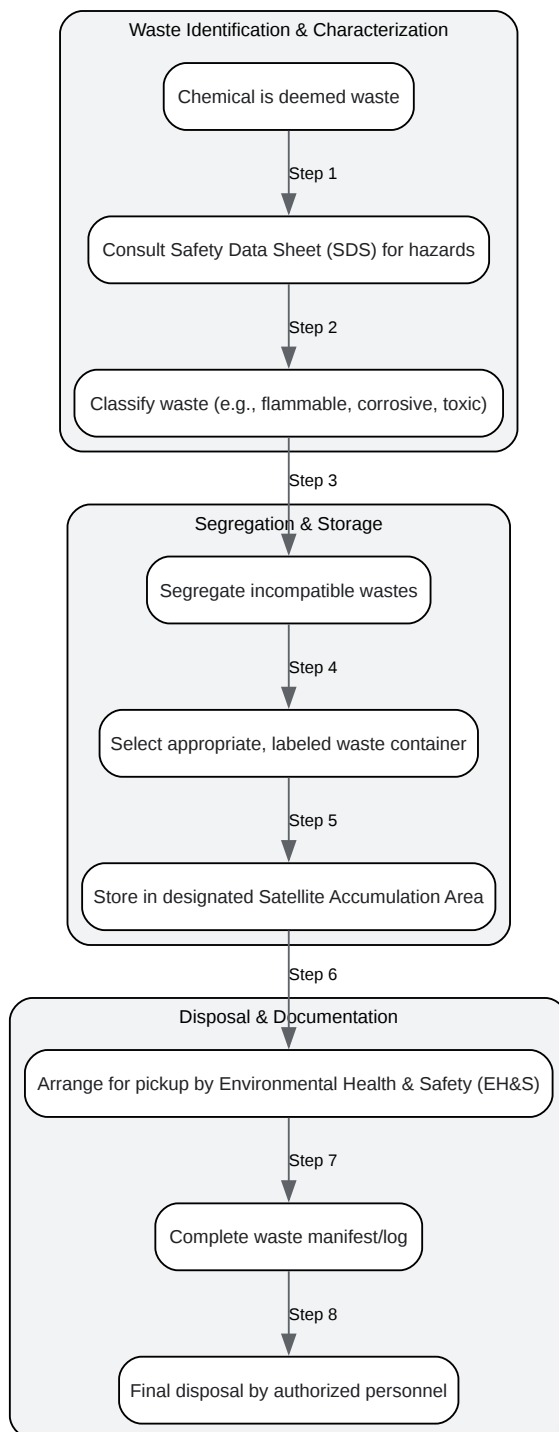 Waste Identification & Characterization
Chemical is deemed waste
Step 1
Consult Safety Data Sheet (SDS) for hazards
Step 2
Classify waste (e.g., flammable, corrosive, toxic)
Step 3
Segregation & Storage
Segregate incompatible wastes
Step 4
Select appropriate, labeled waste container
Step 5
Store in designated Satellite Accumulation Area
Step 6
Disposal & Documentation
Arrange for pickup by Environmental Health & Safety (EH&S)
Step 7
Complete waste manifest/log
Step 8
Final disposal by authorized personnel